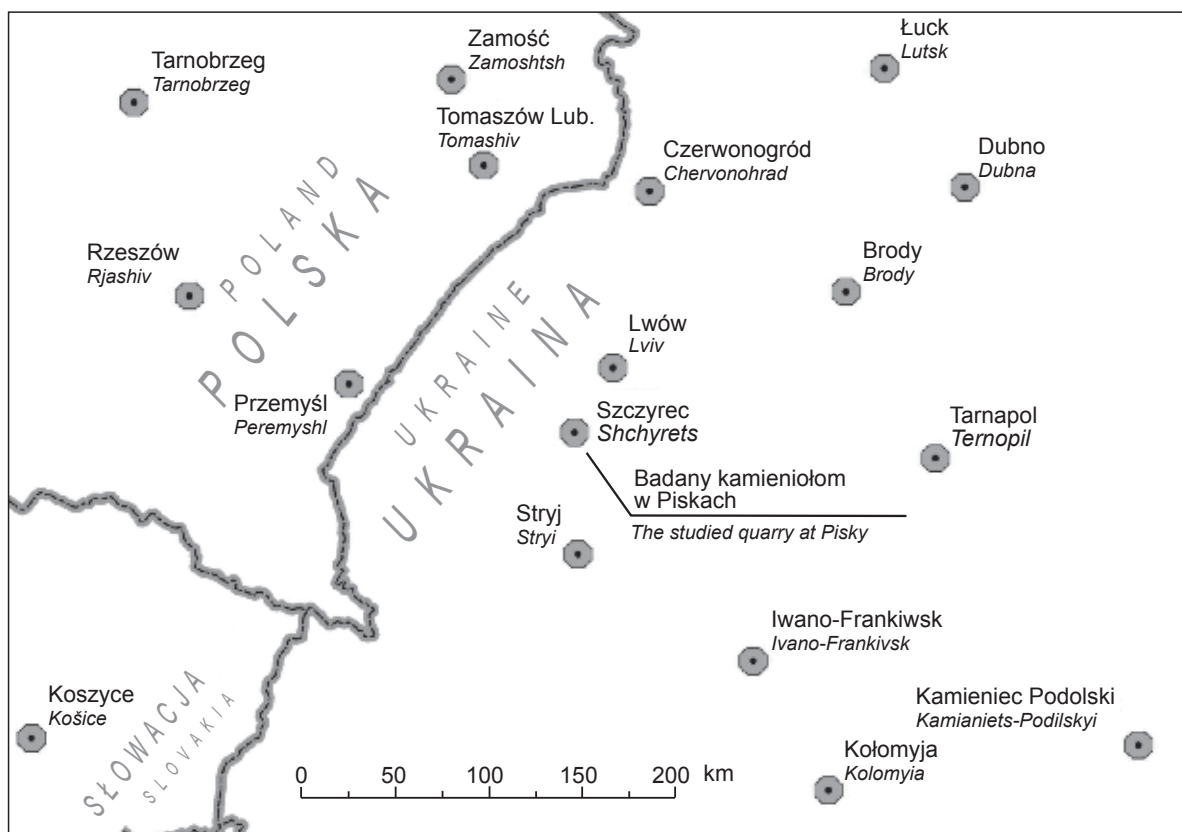 Tarnobrzeg
Tarnobrzeg
Zamość
Zamoshtsh
Łuck
Lutsk
Tomaszów Lub.
Tomashiv
Czerwonogród
Chervonohrad
Dubno
Dubna
POLAND
POLSKA
Rzeszów
Rjashiv
Brody
Brody
UKRAINE
UKRAINA
Lwów
Lviv
Przemyśl
Peremyshl
Szczyrec
Shchyrets
Tarnapol
Ternopil
Badany kamieniołom
w Piskach
The studied quarry at Pisky
Stryj
Stryi
Iwano-Frankiwsk
Ivano-Frankivsk
Koszyce
Košice
SŁOWACJA
SLOVAKIA
Kamieniec Podolski
Kamianiets-Podilskyi
Kołomyja
Kolomyia
0 50 100 150 200 km